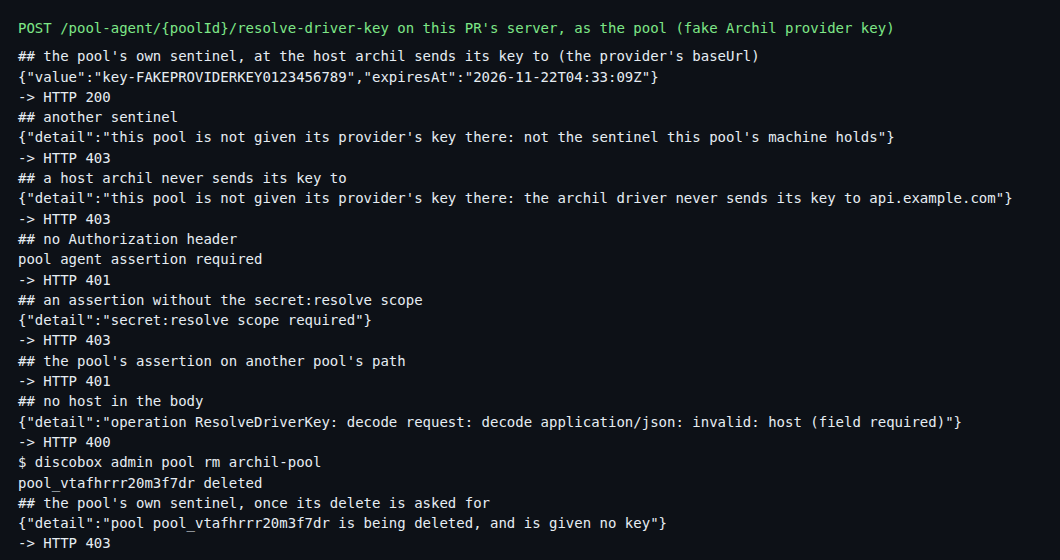 POST /pool-agent/{poolId}/resolve-driver-key on this PR's server, as the pool (fake Archil provider key)
## the pool's own sentinel, at the host archil sends its key to (the provider's baseUrl)
{"value":"key-FAKEPROVIDERKEY0123456789","expiresAt":"2026-11-22T04:33:09Z"}
-> HTTP 200
## another sentinel
{"detail":"this pool is not given its provider's key there: not the sentinel this pool's machine holds"}
-> HTTP 403
## a host archil never sends its key to
{"detail":"this pool is not given its provider's key there: the archil driver never sends its key to api.example.com"}
-> HTTP 403
## no Authorization header
pool agent assertion required
-> HTTP 401
## an assertion without the secret:resolve scope
{"detail":"secret:resolve scope required"}
-> HTTP 403
## the pool's assertion on another pool's path
-> HTTP 401
## no host in the body
{"detail":"operation ResolveDriverKey: decode request: decode application/json: invalid: host (field required)"}
-> HTTP 400
$ discobox admin pool rm archil-pool
pool_vtafhrrr20m3f7dr deleted
## the pool's own sentinel, once its delete is asked for
{"detail":"pool pool_vtafhrrr20m3f7dr is being deleted, and is given no key"}
-> HTTP 403